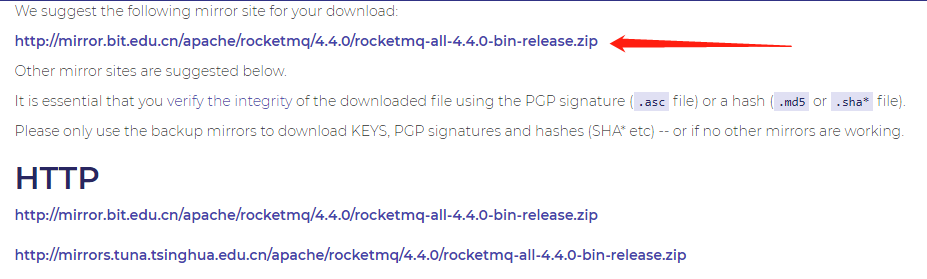 We suggest the following mirror site for your download:
http://mirror.bit.edu.cn/apache/rocketmq/4.4.0/rocketmq-all-4.4.0-bin-release.zip
Other mirror sites are suggested below.
It is essential that you verify the integrity of the downloaded file using the PGP signature ( .asc file) or a hash ( .md5 or .sha* file).
Please only use the backup mirrors to download KEYS, PGP signatures and hashes (SHA* etc) -- or if no other mirrors are working.
HTTP
http://mirror.bit.edu.cn/apache/rocketmq/4.4.0/rocketmq-all-4.4.0-bin-release.zip
http://mirrors.tuna.tsinghua.edu.cn/apache/rocketmq/4.4.0/rocketmq-all-4.4.0-bin-release.zip